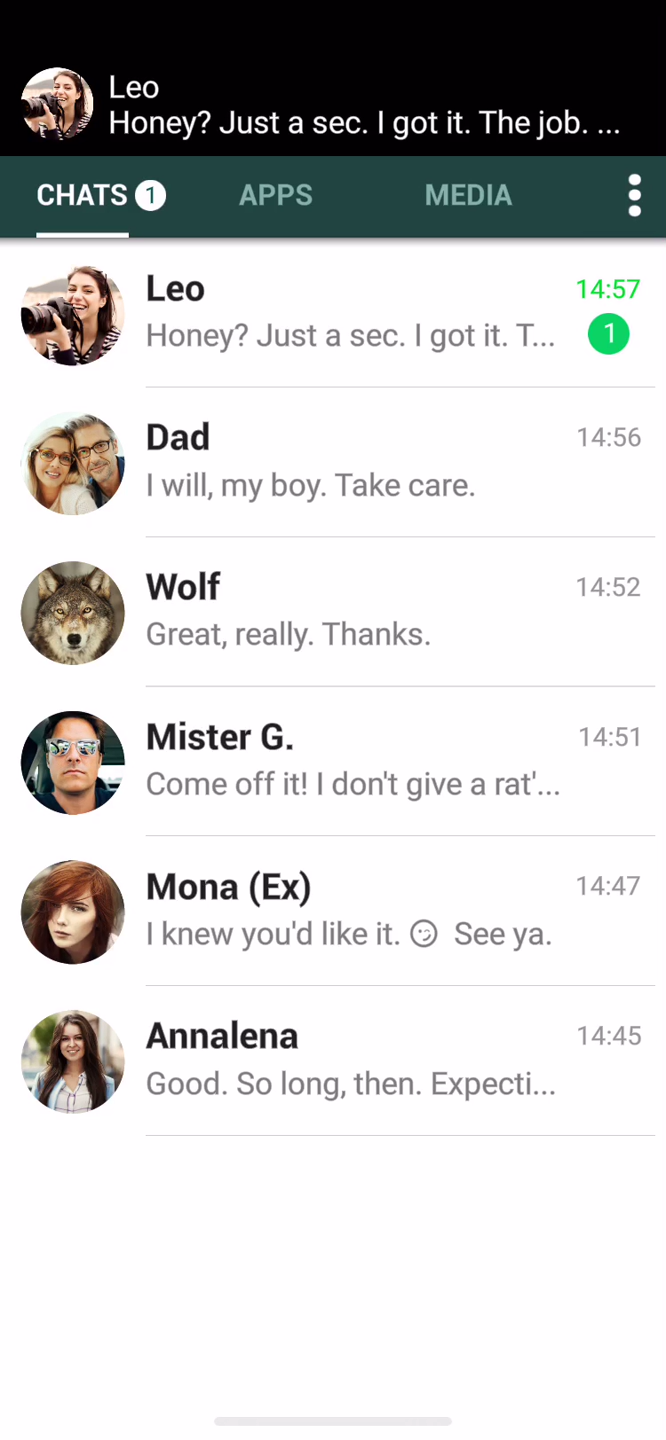 Leo
Honey? Just a sec. I got it. The job. ...
CHATS 1 APPS MEDIA
Leo 14:57
Honey? Just a sec. I got it. T... 1
Dad 14:56
I will, my boy. Take care.
Wolf 14:52
Great, really. Thanks.
Mister G. 14:51
Come off it! I don't give a rat'...
Mona (Ex) 14:47
I knew you'd like it. See ya.
Annalena 14:45
Good. So long, then. Expecti...